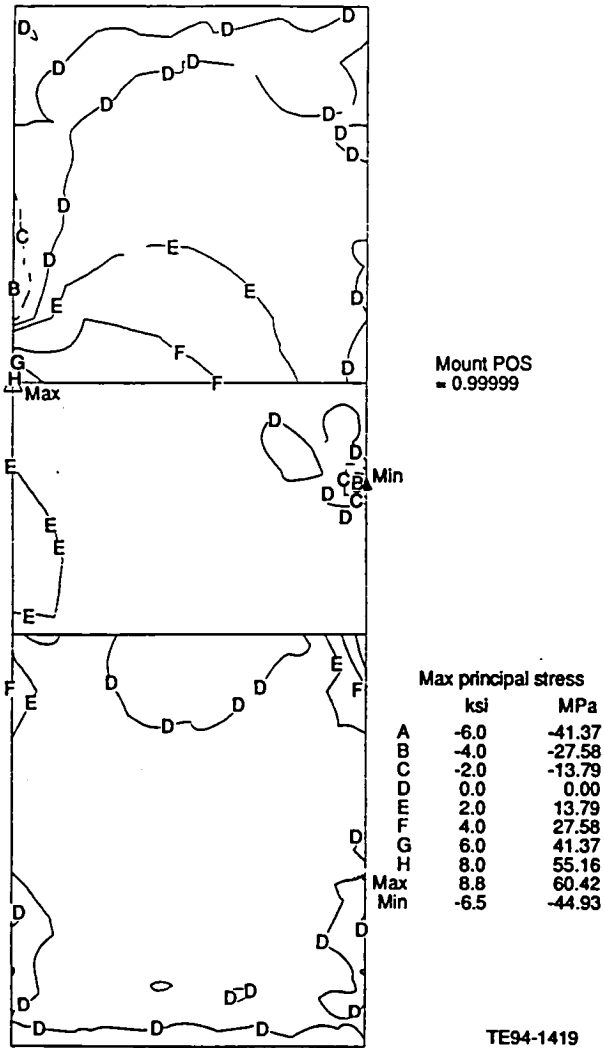 D
D D
D D D
D
D
D
D
D
C
E
D
B E D
E
F
G D
H F
Max
Mount POS
= 0.99999
D
D
E
C B Min
D C
D
E
E
E
E
D F D F
E D
D
Max principal stress
ksi MPa
A -6.0 -41.37
B -4.0 -27.58
C -2.0 -13.79
D 0.0 0.00
E 2.0 13.79
F 4.0 27.58
G 6.0 41.37
H 8.0 55.16
Max 8.8 60.42
Min -6.5 -44.93
D
D
D
D
D D
D D
D D D D
TE94-1419